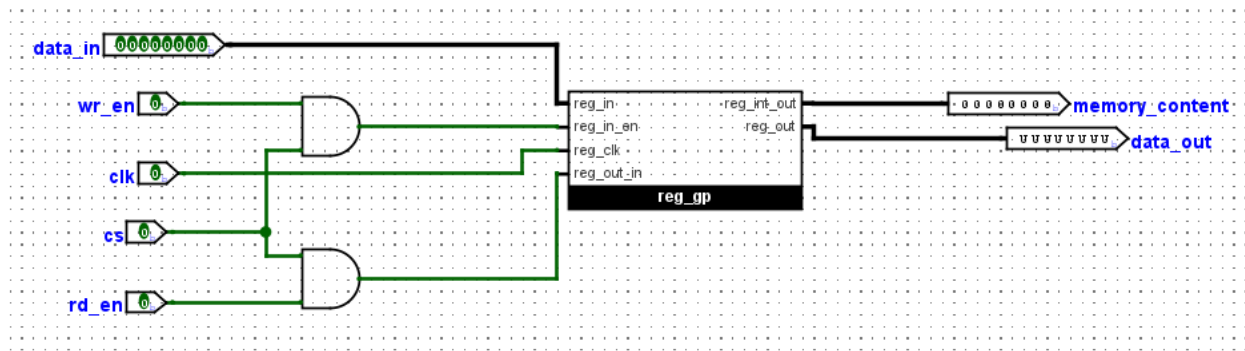 data_in 00000000
wr_en 0
clk 0
cs 0
rd_en 0
reg_in reg_int_out
reg_in_en reg_out
reg_clk
reg_out_in
reg_gp
00000000 memory_content
UUUUUUUU data_out